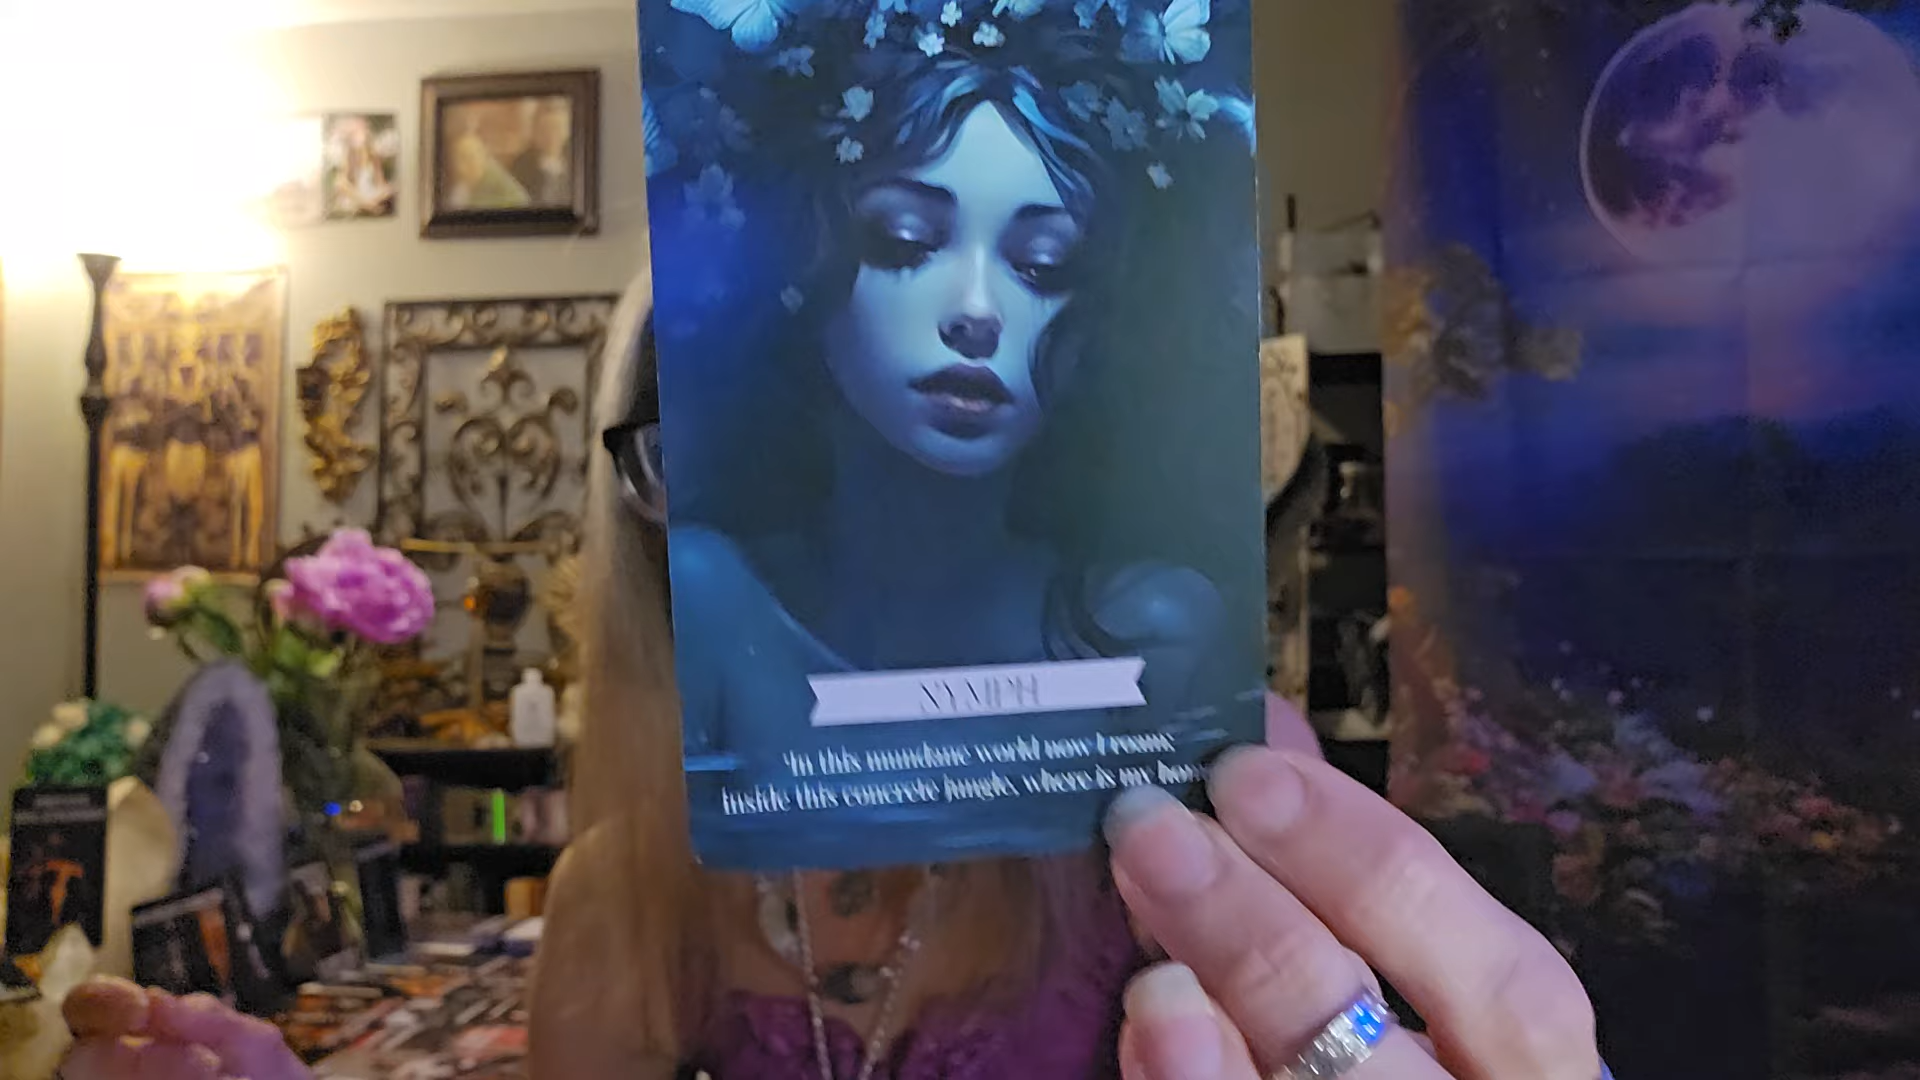 NYMPH
"In this mundane world now I roam;
Inside this concrete jungle, where is my